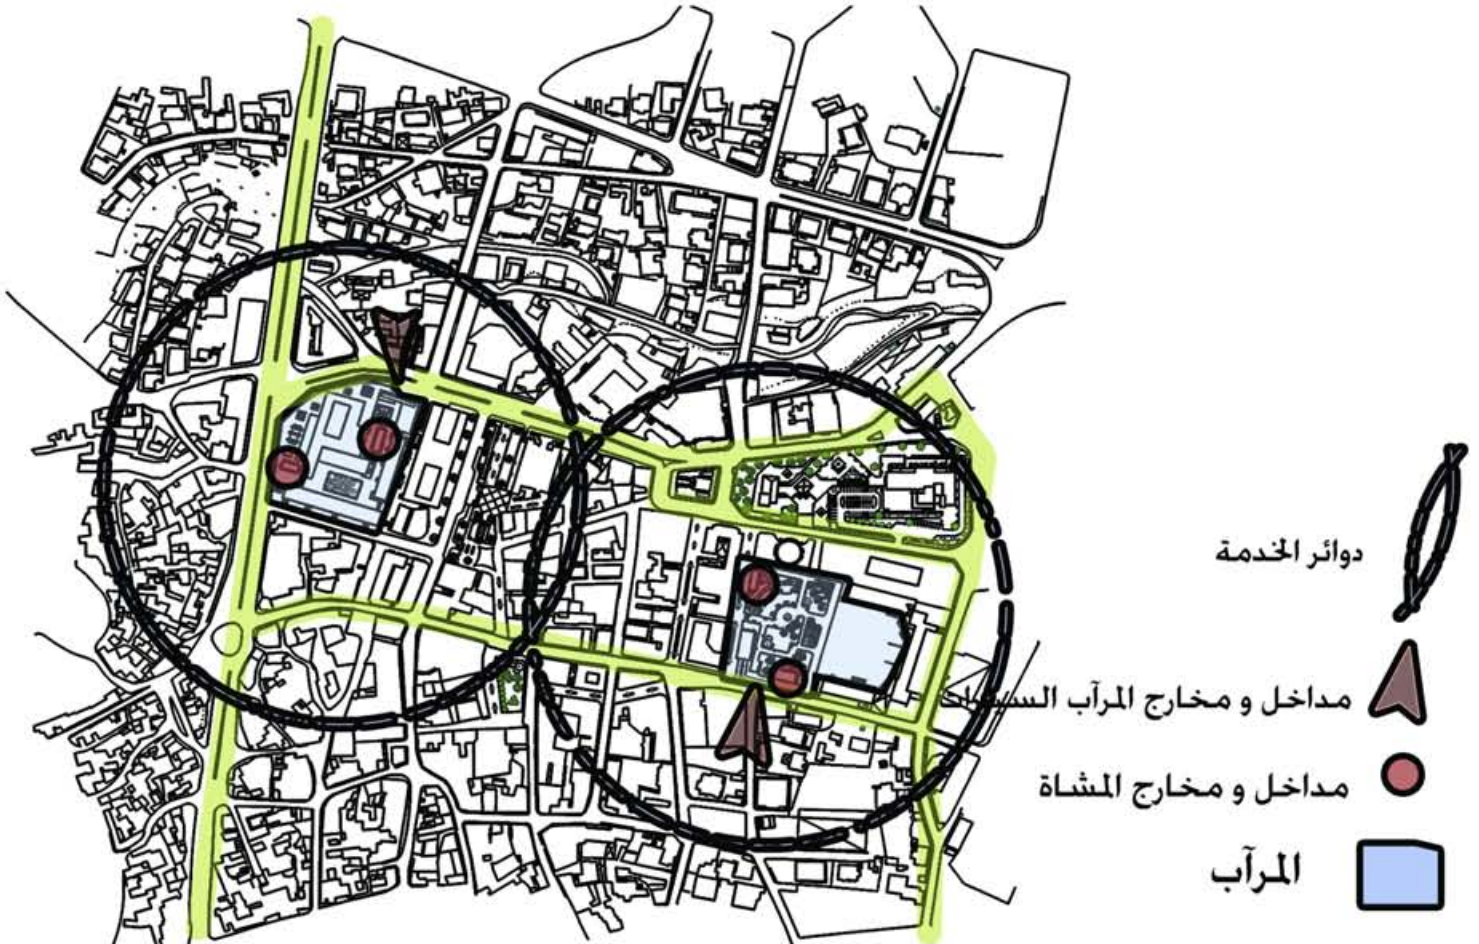 دوائر الخدمة
مداخل و مخارج المرآب
مداخل و مخارج المشاة
المرآب